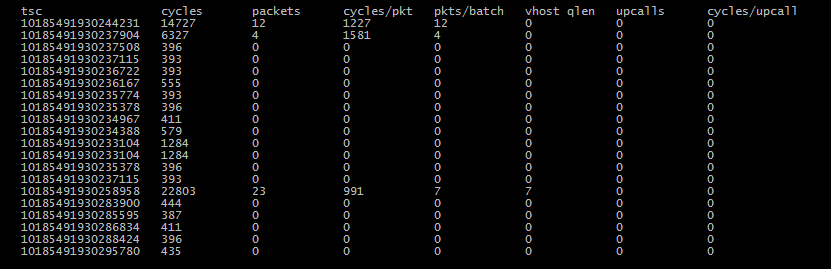 tsc cycles packets cycles/pkt pkts/batch vhost qlen upcalls cycles/upcall
10185491930244231 14727 12 1227 12 0 0 0
10185491930237904 6327 4 1581 4 0 0 0
10185491930237508 396 0 0 0 0 0 0
10185491930237115 393 0 0 0 0 0 0
10185491930236722 393 0 0 0 0 0 0
10185491930236167 555 0 0 0 0 0 0
10185491930235774 393 0 0 0 0 0 0
10185491930235378 396 0 0 0 0 0 0
10185491930234967 411 0 0 0 0 0 0
10185491930234388 579 0 0 0 0 0 0
10185491930233104 1284 0 0 0 0 0 0
10185491930233104 1284 0 0 0 0 0 0
10185491930235378 396 0 0 0 0 0 0
10185491930237115 393 0 0 0 0 0 0
10185491930258958 22803 23 991 7 7 0 0
10185491930283900 444 0 0 0 0 0 0
10185491930285595 387 0 0 0 0 0 0
10185491930286834 411 0 0 0 0 0 0
10185491930288424 396 0 0 0 0 0 0
10185491930295780 435 0 0 0 0 0 0